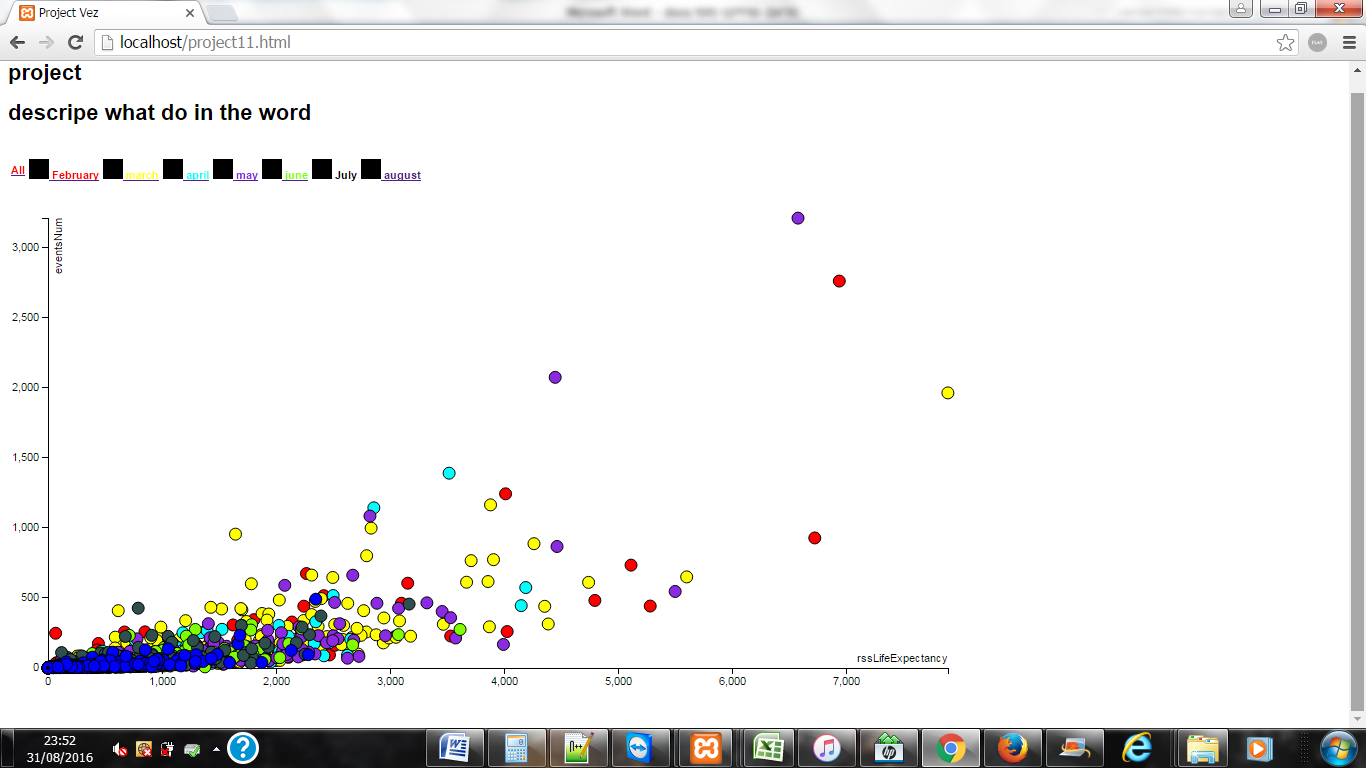 Project Vez
localhost/project11.html
project
descripe what do in the word
All February march april may june July august
eventsNum
3,000
2,500
2,000
1,500
1,000
500
0
rssLifeExpectancy
0 1,000 2,000 3,000 4,000 5,000 6,000 7,000
23:52
31/08/2016